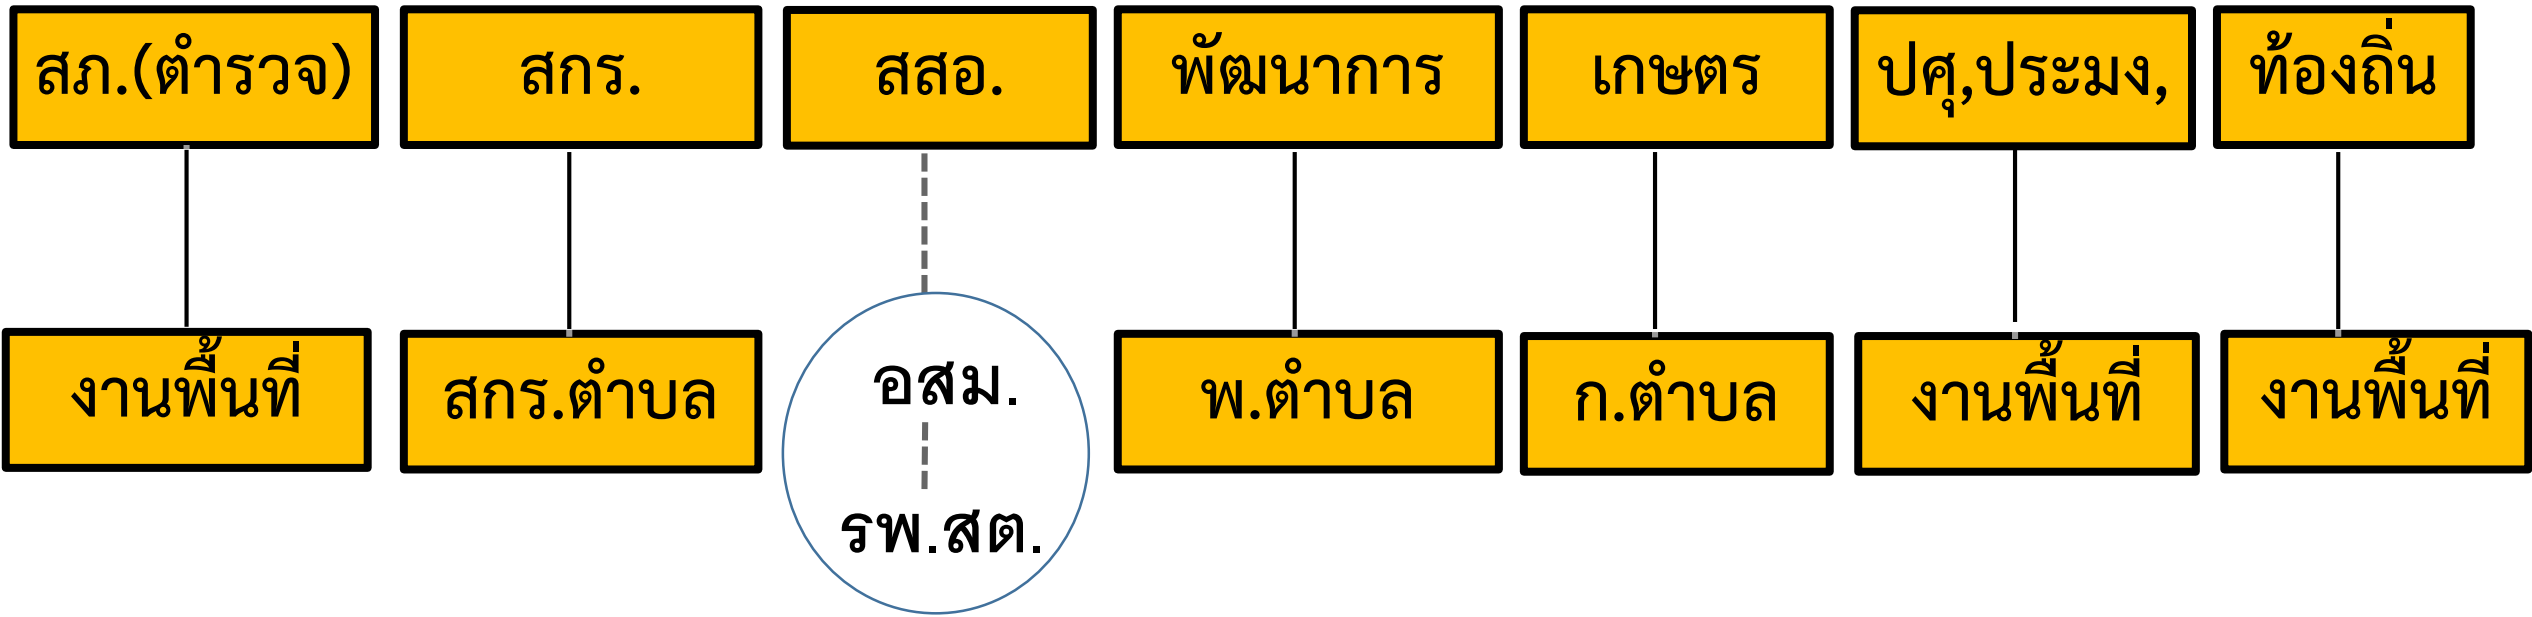 สภ.(ตำรวจ)
สกร.
สสอ.
พัฒนาการ
เกษตร
ปศุ,ประมง,
ท้องถิ่น
งานพื้นที่
สกร.ตำบล
อสม.
รพ.สต.
พ.ตำบล
ก.ตำบล
งานพื้นที่
งานพื้นที่